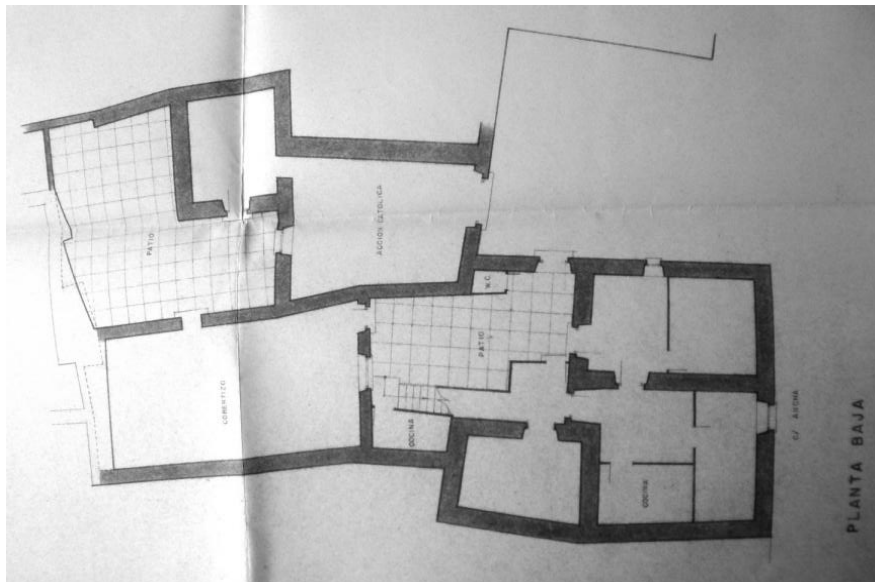 PATIO
ACCION CATOLICA
W.C.
PATIO
COBERTIZO
COCINA
COCINA
C/ ANCHA
PLANTA BAJA